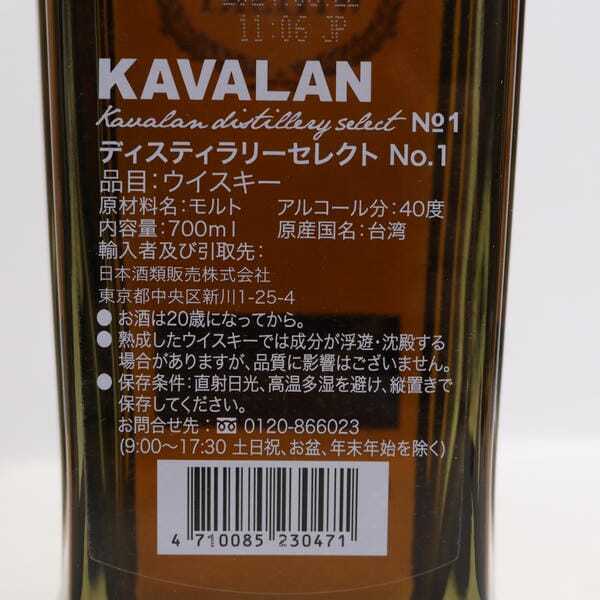 11:06 JP
KAVALAN
Kavalan distillery select №1
ディスティラリーセレクト No.1
品目:ウイスキー
原材料名:モルト　アルコール分:40度
内容量:700ml　原産国名:台湾
輸入者及び引取先:
日本酒類販売株式会社
東京都中央区新川1-25-4
●お酒は20歳になってから。
●熟成したウイスキーでは成分が浮遊・沈殿する
場合がありますが、品質に影響はございません。
●保存条件:直射日光、高温多湿を避け、縦置きで
保存してください。
お問合せ先: 0120-866023
(9:00〜17:30 土日祝、お盆、年末年始を除く)
4 710085 230471